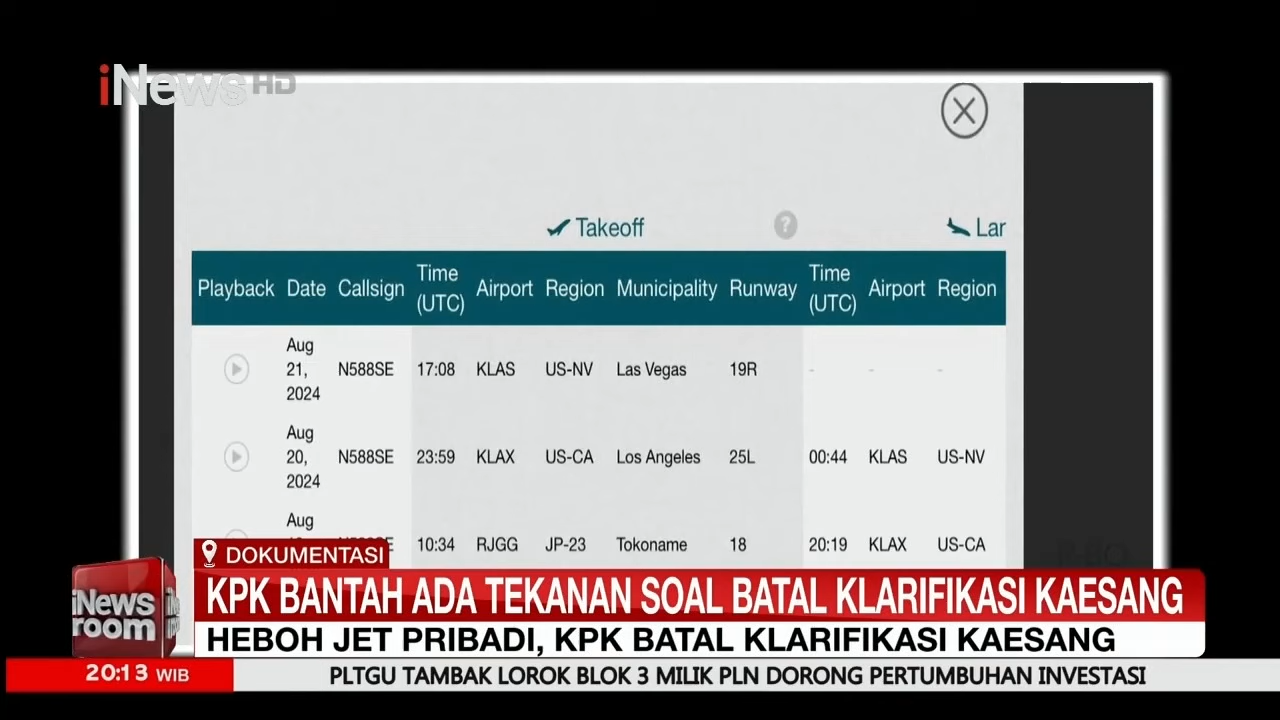 iNews HD
Takeoff
?
Playback Date Callsign Time (UTC) Airport Region Municipality Runway Time (UTC) Airport Region
Aug 21, 2024 N588SE 17:08 KLAS US-NV Las Vegas 19R - - -
Aug 20, 2024 N588SE 23:59 KLAX US-CA Los Angeles 25L 00:44 KLAS US-NV
Aug 10:34 RJGG JP-23 Tokoname 18 20:19 KLAX US-CA
DOKUMENTASI
KPK BANTAH ADA TEKANAN SOAL BATAL KLARIFIKASI KAESANG
HEBOH JET PRIBADI, KPK BATAL KLARIFIKASI KAESANG
iNews room
20:13 WIB
PLTGU TAMBAK LOROK BLOK 3 MILIK PLN DORONG PERTUMBUHAN INVESTASI